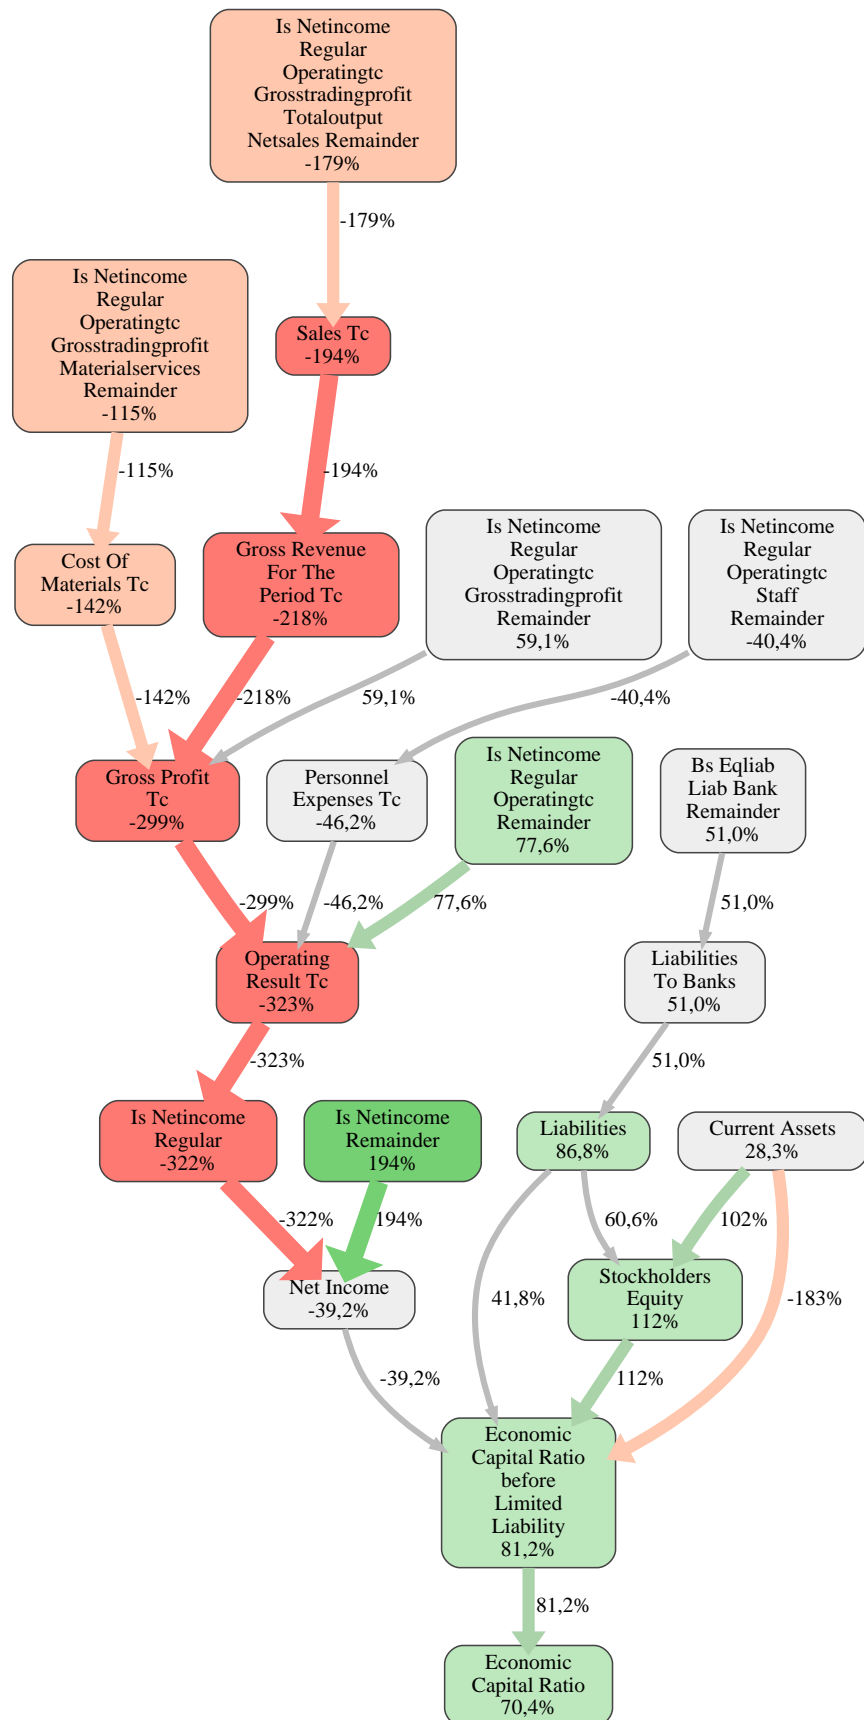 Is Netincome
Regular
Operatingtc
Grosstradingprofit
Totaloutput
Netsales Remainder
-179%
-179%
Is Netincome
Regular
Operatingtc
Grosstradingprofit
Materialservices
Remainder
-115%
Sales Tc
-194%
-115%
-194%
Cost Of
Materials Tc
-142%
Gross Revenue
For The
Period Tc
-218%
Is Netincome
Regular
Operatingtc
Grosstradingprofit
Remainder
59,1%
Is Netincome
Regular
Operatingtc
Staff
Remainder
-40,4%
-142%
-218%
59,1%
-40,4%
Gross Profit
Tc
-299%
Personnel
Expenses Tc
-46,2%
Is Netincome
Regular
Operatingtc
Remainder
77,6%
Bs Eqliab
Liab Bank
Remainder
51,0%
-299%
-46,2%
77,6%
51,0%
Operating
Result Tc
-323%
Liabilities
To Banks
51,0%
-323%
51,0%
Is Netincome
Regular
-322%
Is Netincome
Remainder
194%
Liabilities
86,8%
Current Assets
28,3%
-322%
194%
60,6%
102%
Net Income
-39,2%
41,8%
Stockholders
Equity
112%
-183%
-39,2%
112%
Economic
Capital Ratio
before
Limited
Liability
81,2%
81,2%
Economic
Capital Ratio
70,4%